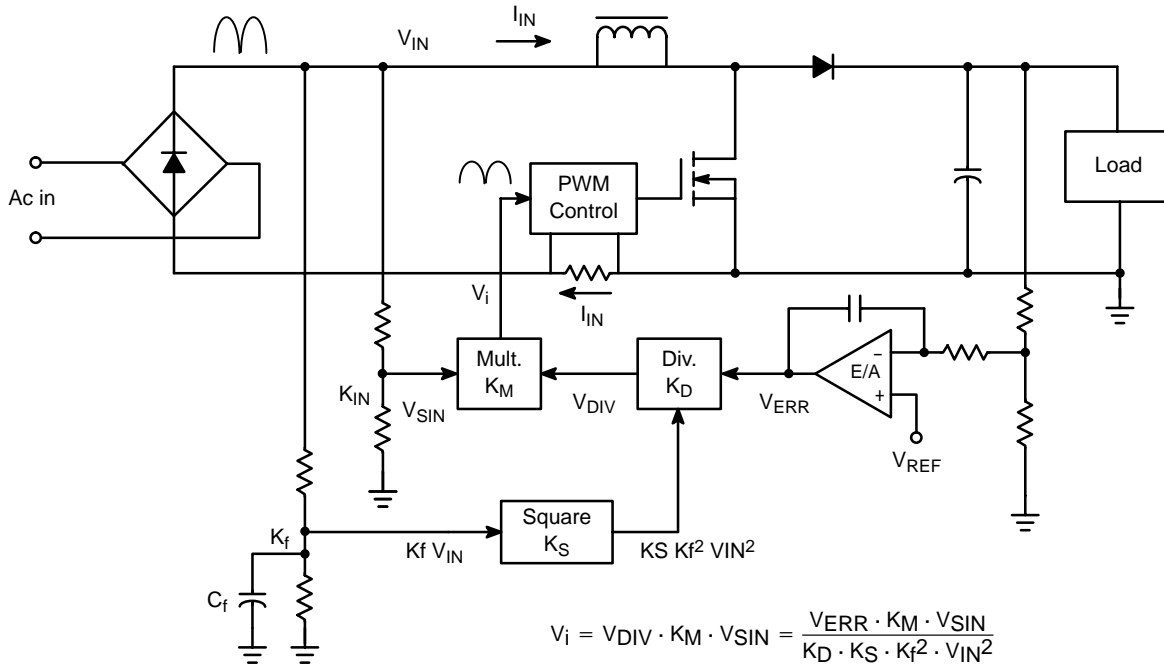 I_IN
V_IN
Ac in
PWM
Control
Load
V_i
I_IN
Mult.
K_M
Div.
K_D
E/A
−
+
K_IN
V_SIN
V_DIV
V_ERR
V_REF
Square
K_S
K_f
Kf V_IN
KS Kf² VIN²
C_f
V_i = V_DIV · K_M · V_SIN = V_ERR · K_M · V_SIN / K_D · K_S · K_f² · V_IN²